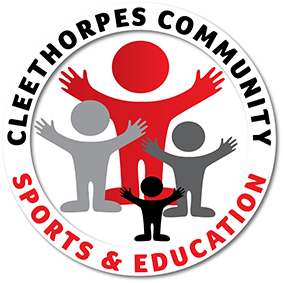 CLEETHORPES COMMUNITY
SPORTS & EDUCATION